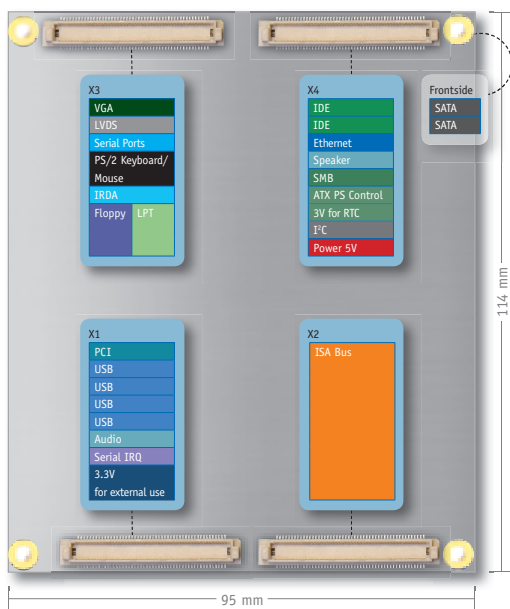 X3
VGA
LVDS
Serial Ports
PS/2 Keyboard/
Mouse
IRDA
Floppy LPT
X4
IDE
IDE
Ethernet
Speaker
SMB
ATX PS Control
3V for RTC
I²C
Power 5V
Frontside
SATA
SATA
X1
PCI
USB
USB
USB
USB
Audio
Serial IRQ
3.3V
for external use
X2
ISA Bus
114 mm
95 mm